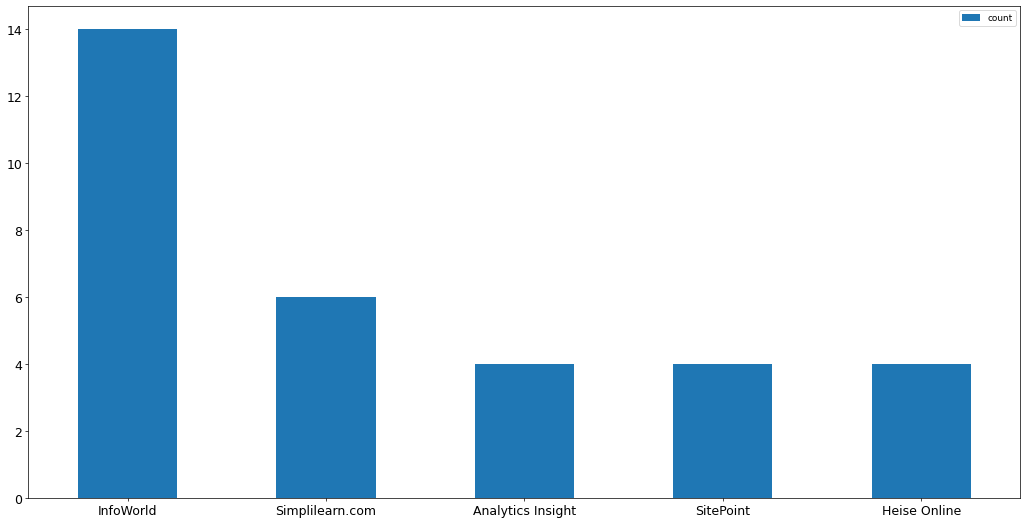 count
14
12
10
8
6
4
2
0
InfoWorld
Simplilearn.com
Analytics Insight
SitePoint
Heise Online